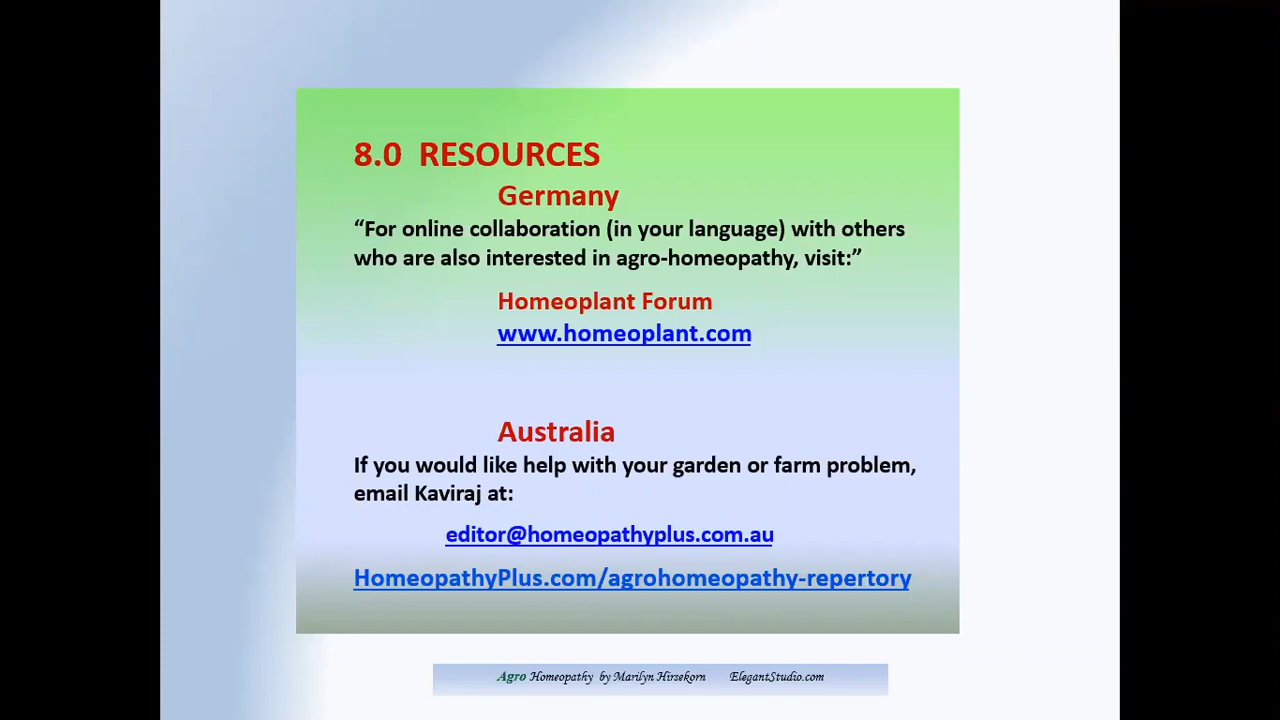 8.0 RESOURCES
Germany
“For online collaboration (in your language) with others
who are also interested in agro-homeopathy, visit:”
Homeoplant Forum
www.homeoplant.com
Australia
If you would like help with your garden or farm problem,
email Kaviraj at:
editor@homeopathyplus.com.au
HomeopathyPlus.com/agrohomeopathy-repertory
Agro Homeopathy by Marilyn Hirsekorn ElegantStudio.com